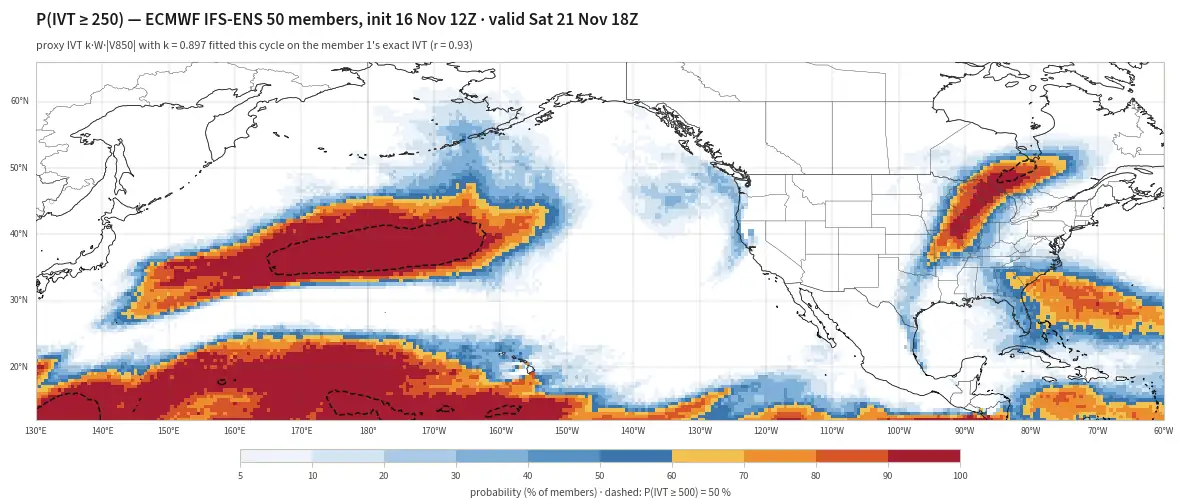 P(IVT ≥ 250) — ECMWF IFS-ENS 50 members, init 16 Nov 12Z · valid Sat 21 Nov 18Z
proxy IVT k·W·|V850| with k = 0.897 fitted this cycle on the member 1's exact IVT (r = 0.93)
60°N
50°N
40°N
30°N
20°N
130°E 140°E 150°E 160°E 170°E 180° 170°W 160°W 150°W 140°W 130°W 120°W 110°W 100°W 90°W 80°W 70°W 60°W
5 10 20 30 40 50 60 70 80 90 100
probability (% of members) · dashed: P(IVT ≥ 500) = 50 %